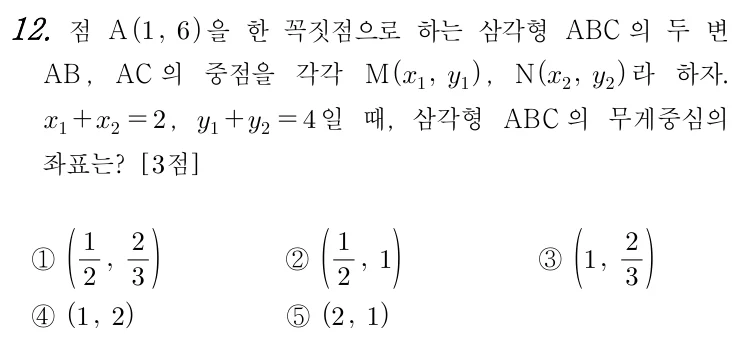 12. 점 A(1, 6)을 한 꼭짓점으로 하는 삼각형 ABC의 두 변
AB, AC의 중점을 각각 M(x₁, y₁), N(x₂, y₂)라 하자.
x₁+x₂=2, y₁+y₂=4일 때, 삼각형 ABC의 무게중심의
좌표는? [3점]
① (1/2, 2/3) ② (1/2, 1) ③ (1, 2/3)
④ (1, 2) ⑤ (2, 1)